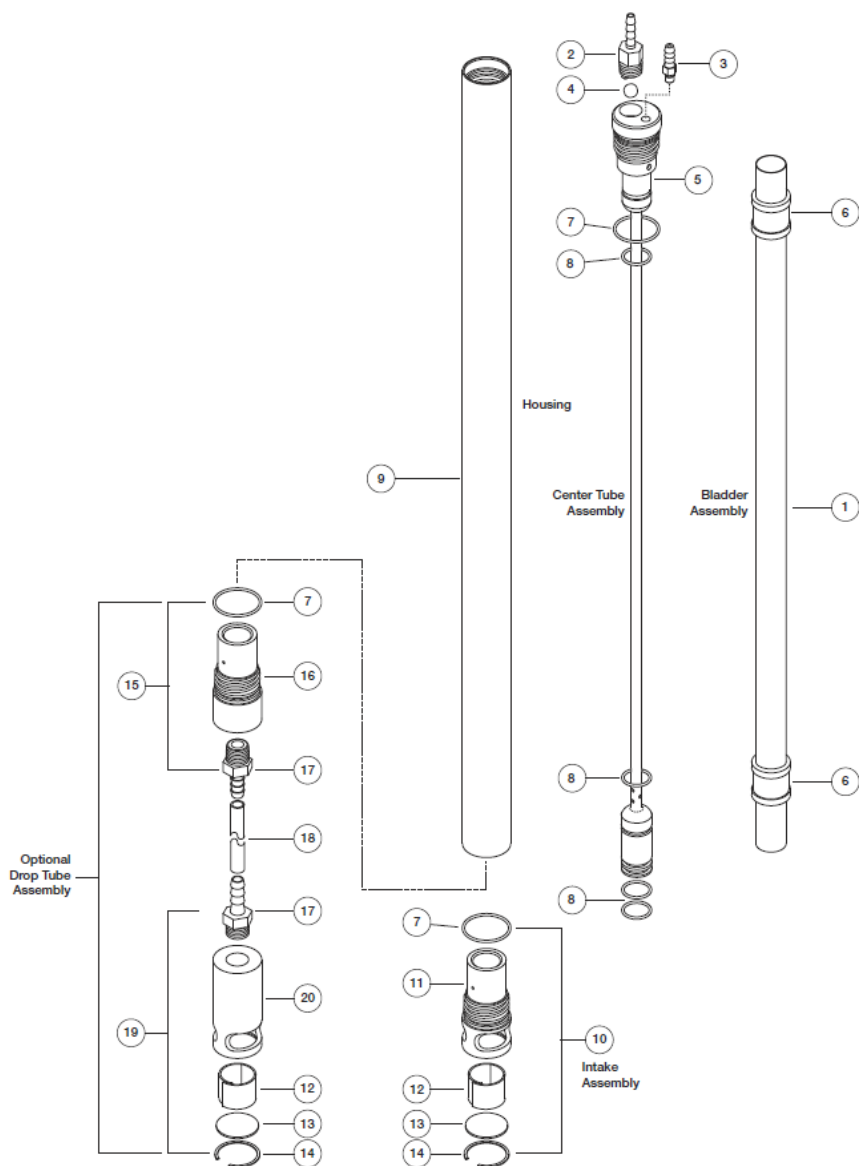 2
3
4
5
7
6
8
Housing
9
Center Tube
Assembly
Bladder
Assembly
1
7
15
16
17
8
6
18
Optional
Drop Tube
Assembly
17
8
7
20
11
19
10
Intake
Assembly
12
12
13
13
14
14